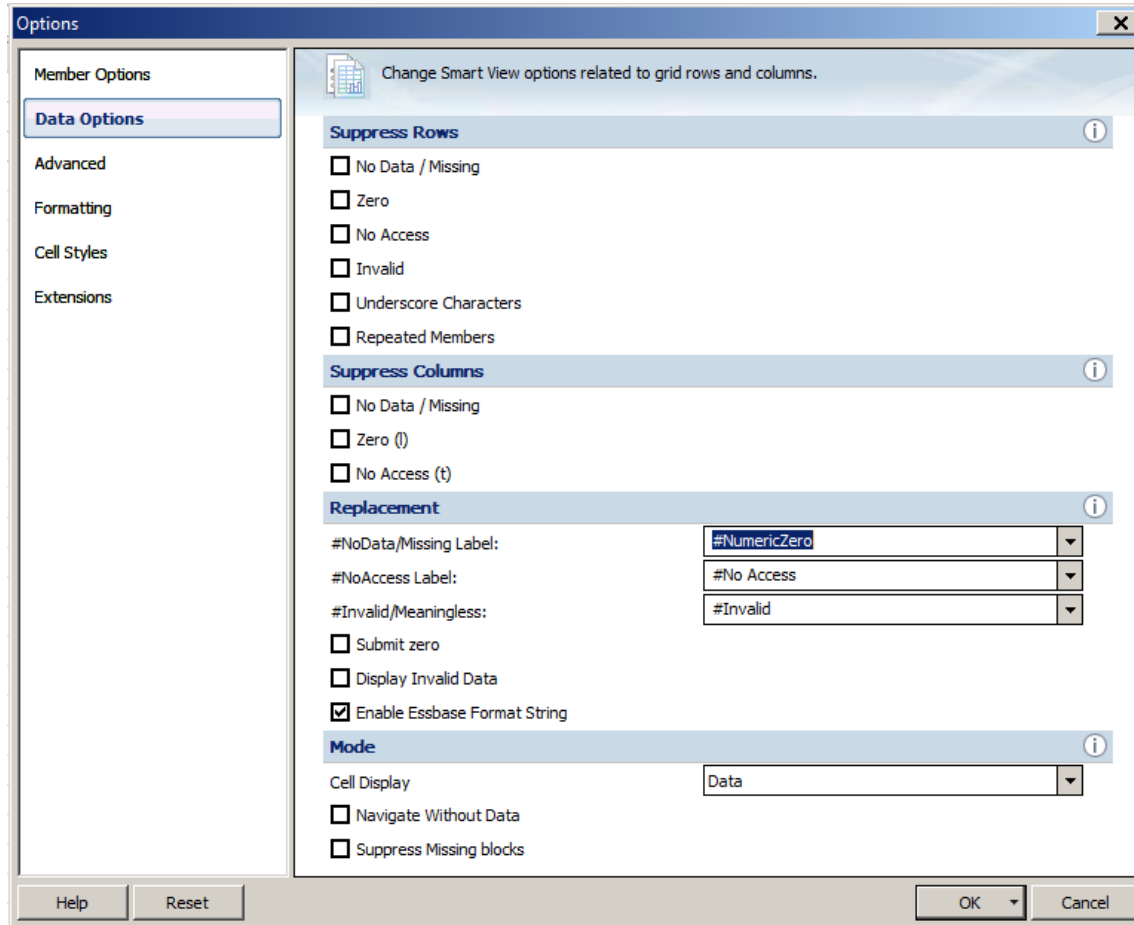 Options
Member Options
Data Options
Advanced
Formatting
Cell Styles
Extensions
Change Smart View options related to grid rows and columns.
Suppress Rows
No Data / Missing
Zero
No Access
Invalid
Underscore Characters
Repeated Members
Suppress Columns
No Data / Missing
Zero (l)
No Access (t)
Replacement
#NoData/Missing Label: #NumericZero
#NoAccess Label: #No Access
#Invalid/Meaningless: #Invalid
Submit zero
Display Invalid Data
Enable Essbase Format String
Mode
Cell Display Data
Navigate Without Data
Suppress Missing blocks
Help Reset OK Cancel